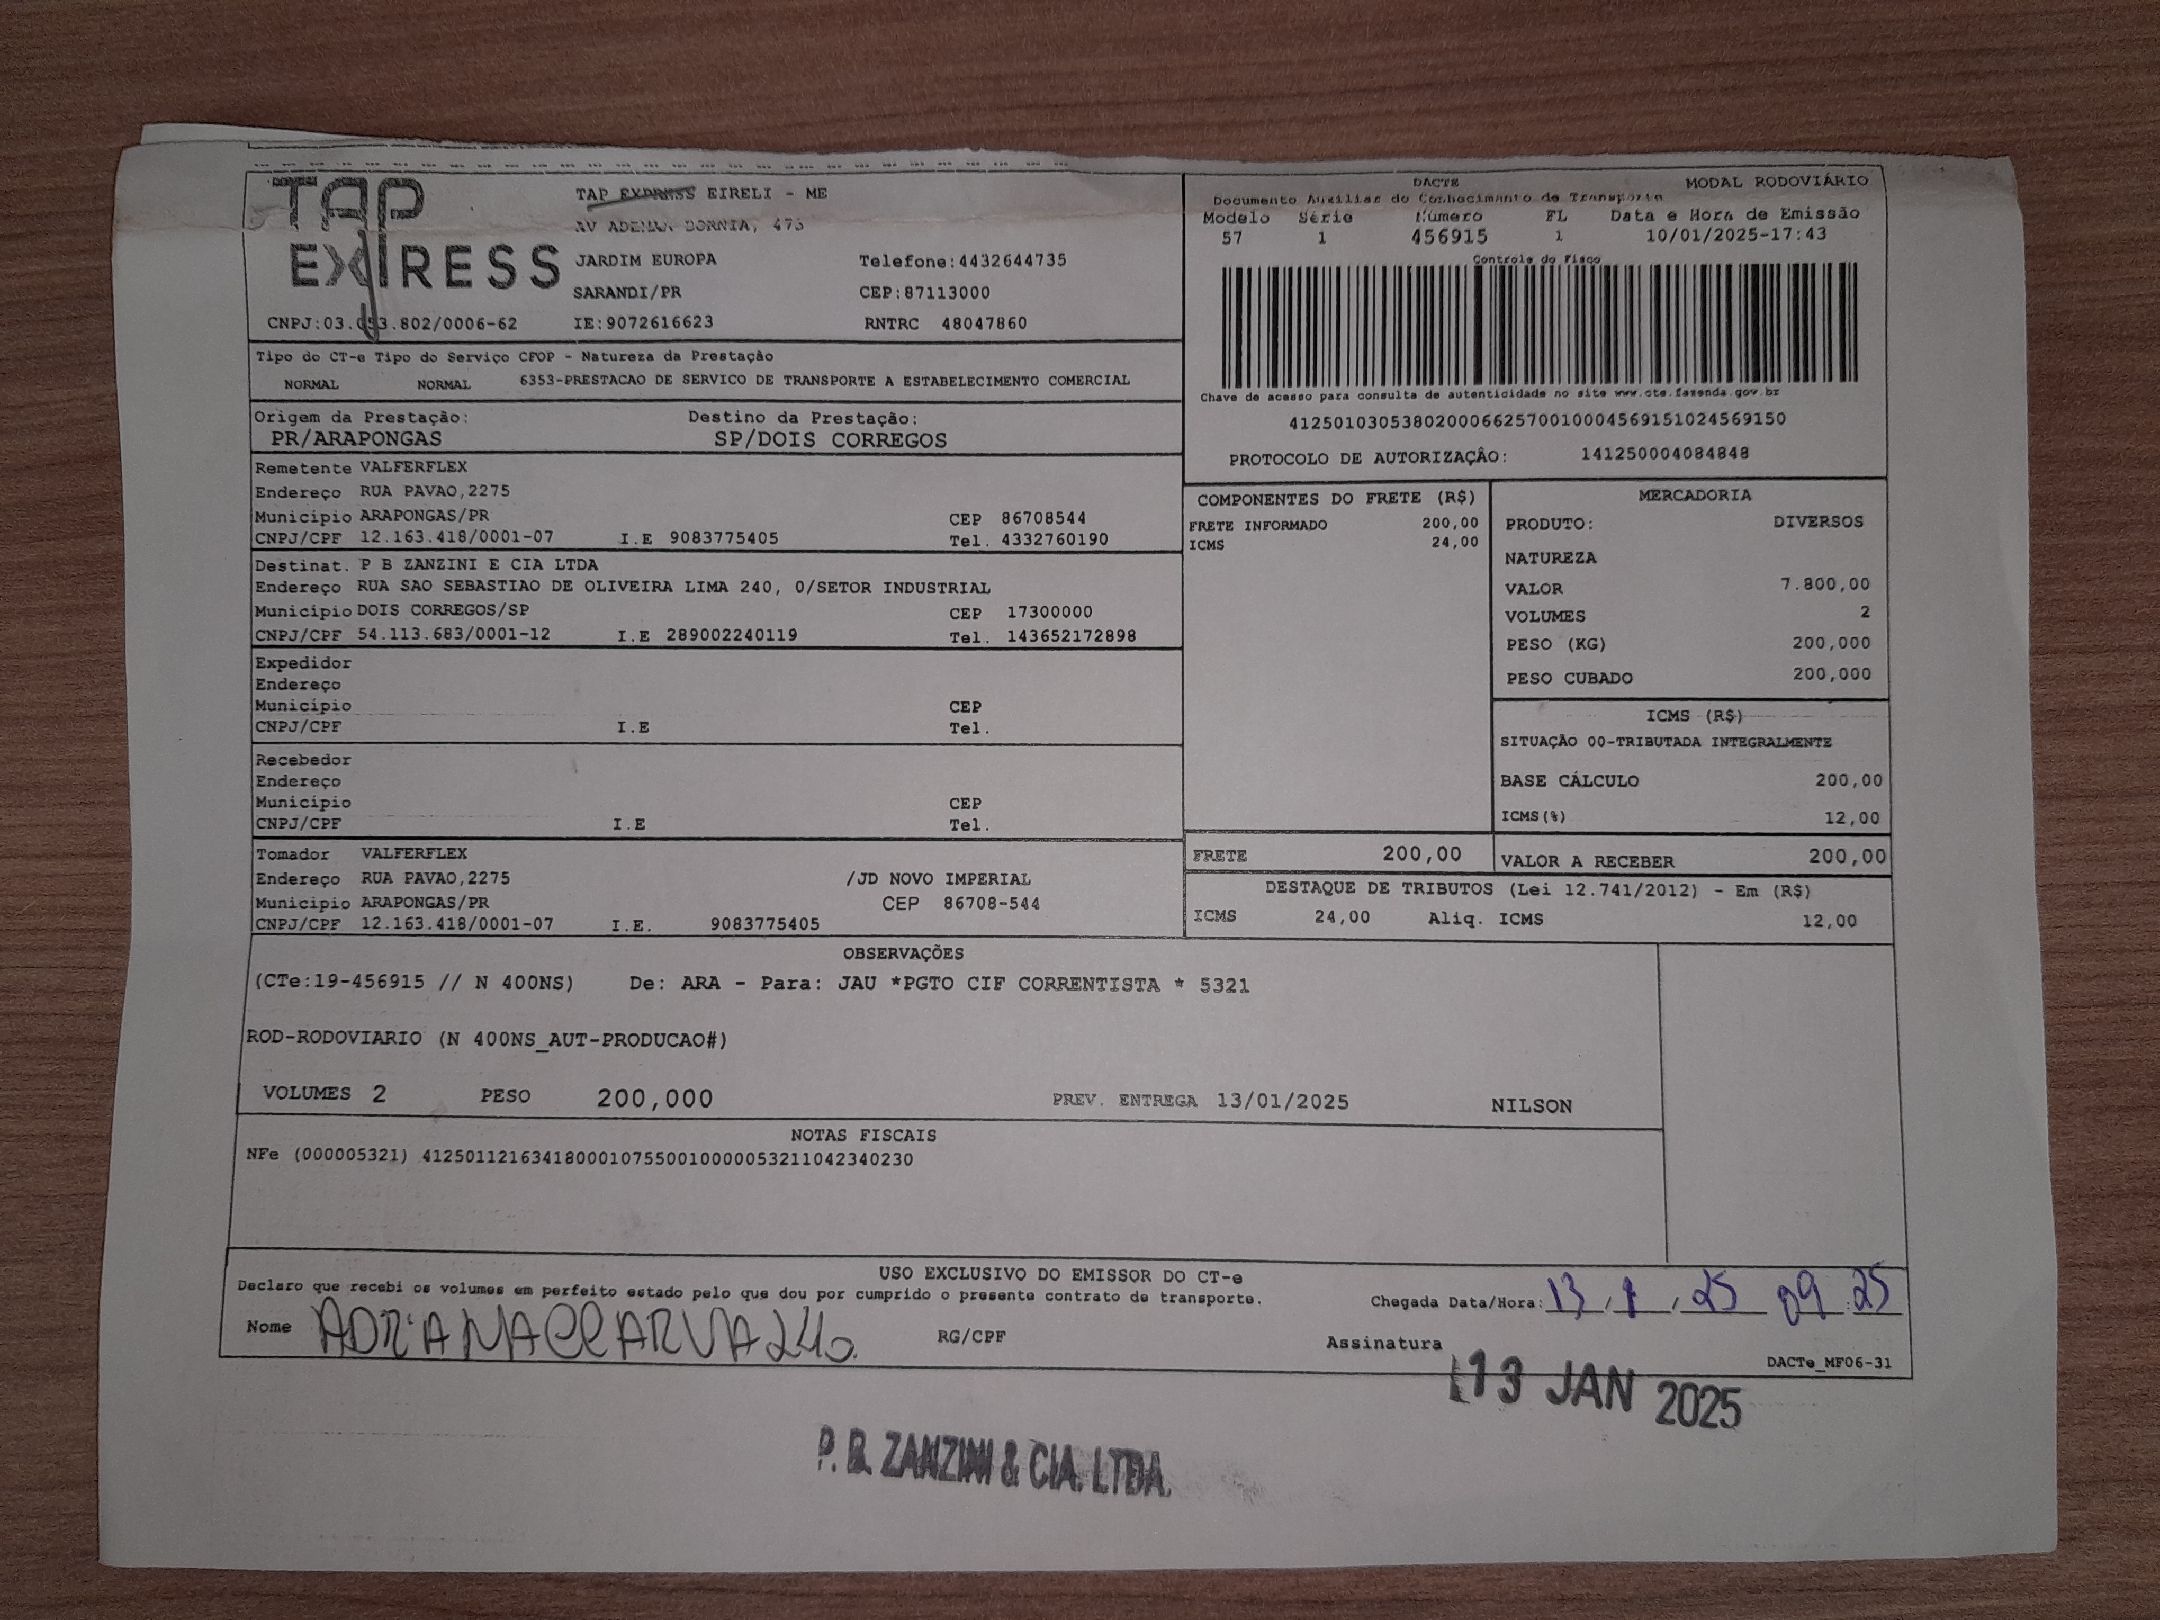 TAP
EXPRESS
TAP EXPRESS EIRELI - ME
AV ADEMAR BORNIA, 475
JARDIM EUROPA Telefone:4432644735
SARANDI/PR CEP:87113000
CNPJ:03.053.802/0006-62 IE:9072616623 RNTRC 48047860
DACTE MODAL RODOVIÁRIO
Documento Auxiliar do Conhecimento de Transporte
Modelo Série Número FL Data e Hora de Emissão
57 1 456915 1 10/01/2025-17:43
Controle do Fisco
Chave de acesso para consulta de autenticidade no site www.cte.fazenda.gov.br
41250103053802000662570010004569151024569150
PROTOCOLO DE AUTORIZAÇÂO: 141250004084848
Tipo do CT-e Tipo do Serviço CFOP - Natureza da Prestação
NORMAL NORMAL 6353-PRESTACAO DE SERVICO DE TRANSPORTE A ESTABELECIMENTO COMERCIAL
Origem da Prestação: Destino da Prestação:
PR/ARAPONGAS SP/DOIS CORREGOS
Remetente VALFERFLEX
Endereço RUA PAVAO,2275
Município ARAPONGAS/PR CEP 86708544
CNPJ/CPF 12.163.418/0001-07 I.E 9083775405 Tel. 4332760190
Destinat. P B ZANZINI E CIA LTDA
Endereço RUA SAO SEBASTIAO DE OLIVEIRA LIMA 240, 0/SETOR INDUSTRIAL
Município DOIS CORREGOS/SP CEP 17300000
CNPJ/CPF 54.113.683/0001-12 I.E 289002240119 Tel. 143652172898
Expedidor
Endereço
Município CEP
CNPJ/CPF I.E Tel.
Recebedor
Endereço
Município CEP
CNPJ/CPF I.E Tel.
Tomador VALFERFLEX
Endereço RUA PAVAO,2275 /JD NOVO IMPERIAL
Município ARAPONGAS/PR CEP 86708-544
CNPJ/CPF 12.163.418/0001-07 I.E. 9083775405
COMPONENTES DO FRETE (R$)
FRETE INFORMADO 200,00
ICMS 24,00
MERCADORIA
PRODUTO: DIVERSOS
NATUREZA
VALOR 7.800,00
VOLUMES 2
PESO (KG) 200,000
PESO CUBADO 200,000
ICMS (R$)
SITUAÇÃO 00-TRIBUTADA INTEGRALMENTE
BASE CÁLCULO 200,00
ICMS(%) 12,00
FRETE 200,00 VALOR A RECEBER 200,00
DESTAQUE DE TRIBUTOS (Lei 12.741/2012) - Em (R$)
ICMS 24,00 Aliq. ICMS 12,00
OBSERVAÇÕES
(CTe:19-456915 // N 400NS) De: ARA - Para: JAU *PGTO CIF CORRENTISTA * 5321
ROD-RODOVIARIO (N 400NS_AUT-PRODUCAO#)
VOLUMES 2 PESO 200,000 PREV. ENTREGA 13/01/2025 NILSON
NOTAS FISCAIS
NFe (000005321) 41250112163418000107550010000053211042340230
USO EXCLUSIVO DO EMISSOR DO CT-e
Declaro que recebi os volumes em perfeito estado pelo que dou por cumprido o presente contrato de transporte.
Chegada Data/Hora: 13 / 1 / 25 09 : 25
Nome ADRIANA CCARVALHO RG/CPF Assinatura
DACTe_MF06-31
13 JAN 2025
P. B. ZANZINI & CIA. LTDA.